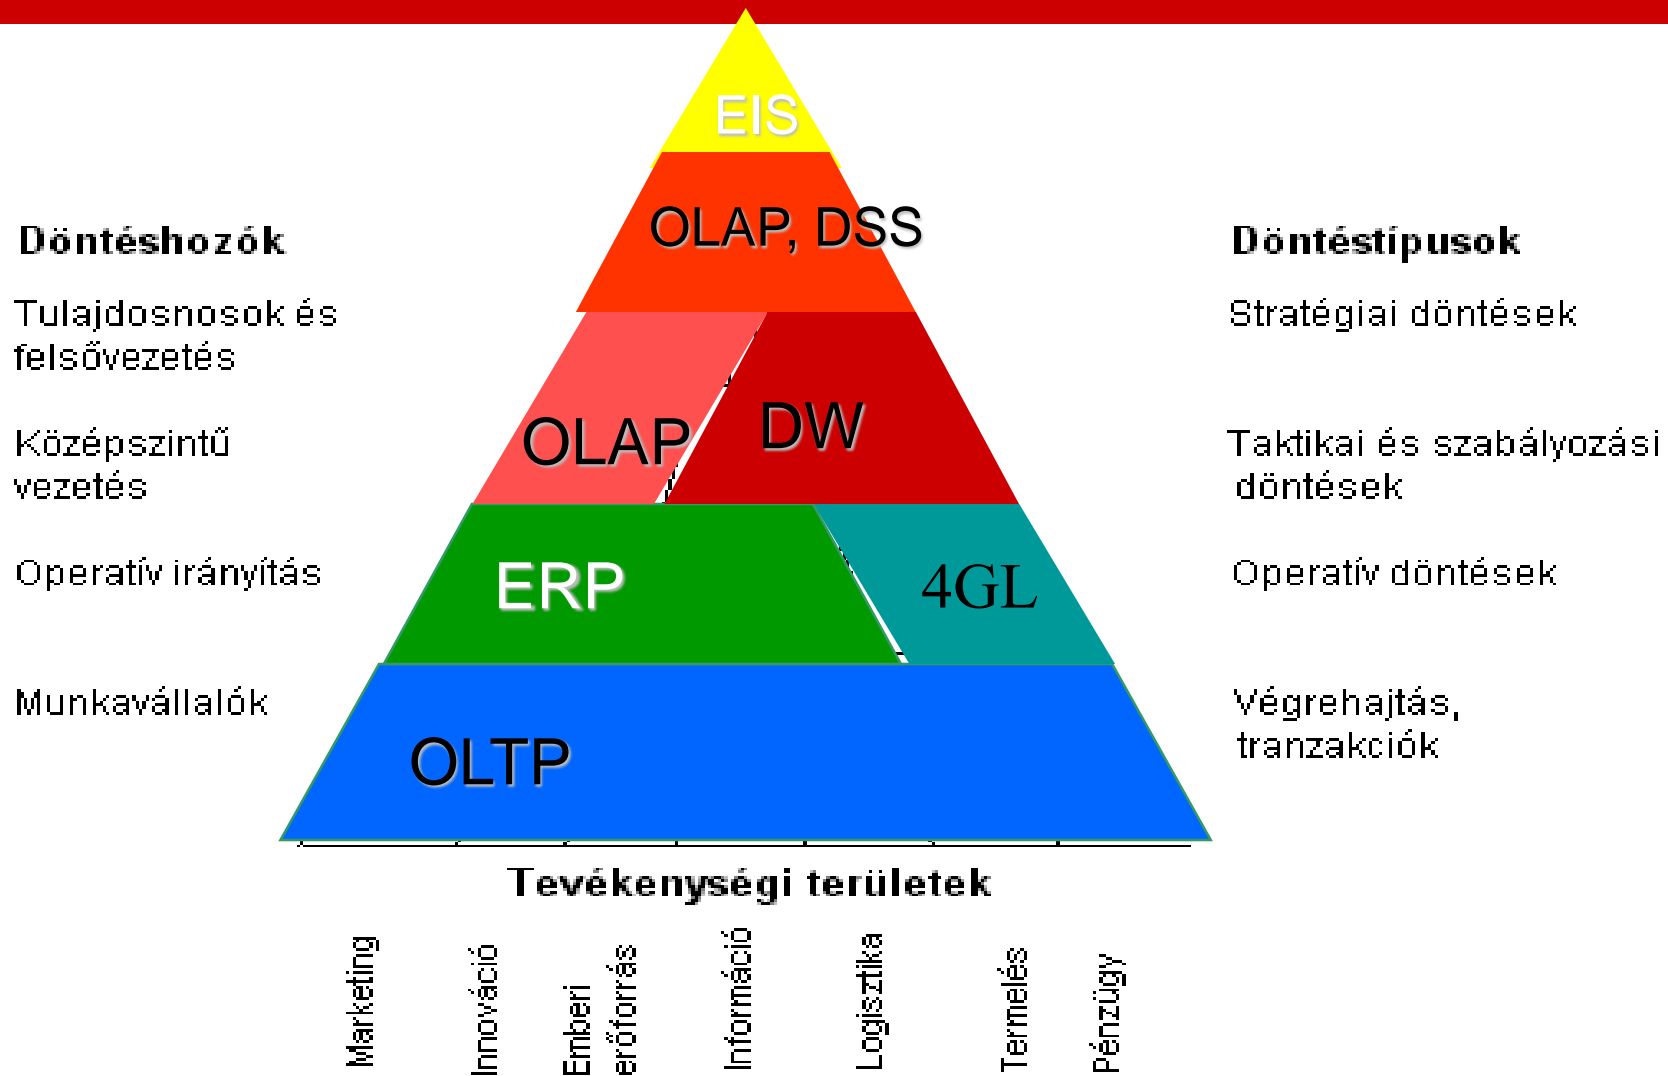 EIS
OLAP, DSS
OLAP
DW
ERP
4GL
OLTP
Döntéshozók
Tulajdosnosok és
felsővezetés
Középszintű
vezetés
Operatív irányítás
Munkavállalók
Döntéstípusok
Stratégiai döntések
Taktikai és szabályozási
döntések
Operatív döntések
Végrehajtás,
tranzakciók
Tevékenységi területek
Marketing
Innováció
Emberi
erőforrás
Információ
Logisztika
Termelés
Pénzügy